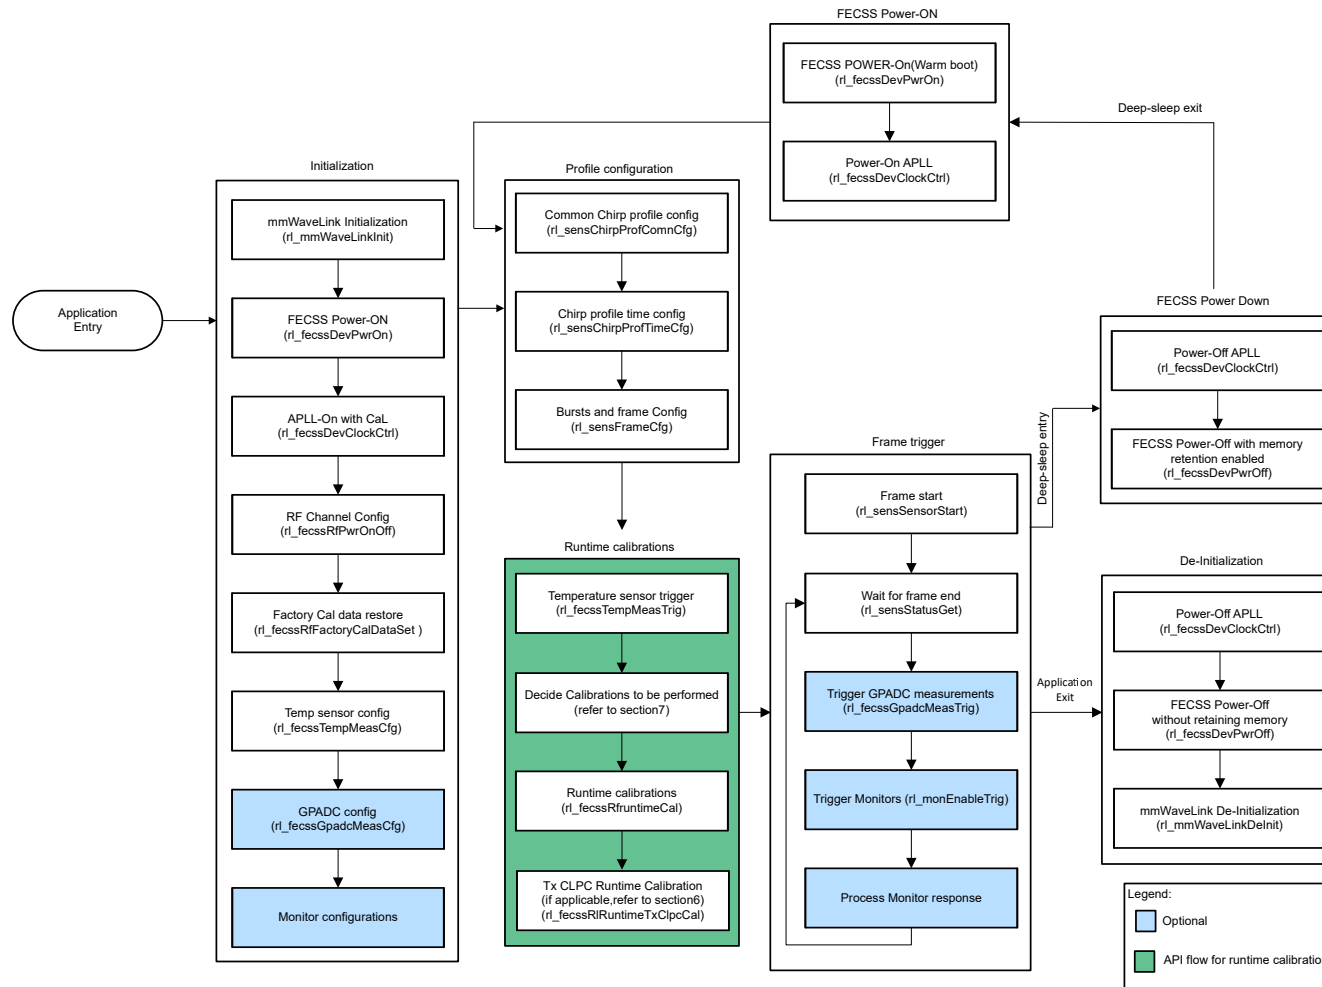 FECSS Power-ON
FECSS POWER-On(Warm boot)
(rl_fecssDevPwrOn)
Power-On APLL
(rl_fecssDevClockCtrl)
Deep-sleep exit
Application
Entry
Initialization
mmWaveLink Initialization
(rl_mmWaveLinkInit)
FECSS Power-ON
(rl_fecssDevPwrOn)
APLL-On with CaL
(rl_fecssDevClockCtrl)
RF Channel Config
(rl_fecssRfPwrOnOff)
Factory Cal data restore
(rl_fecssRfFactoryCalDataSet )
Temp sensor config
(rl_fecssTempMeasCfg)
GPADC config
(rl_fecssGpadcMeasCfg)
Monitor configurations
Profile configuration
Common Chirp profile config
(rl_sensChirpProfComnCfg)
Chirp profile time config
(rl_sensChirpProfTimeCfg)
Bursts and frame Config
(rl_sensFrameCfg)
Runtime calibrations
Temperature sensor trigger
(rl_fecssTempMeasTrig)
Decide Calibrations to be performed
(refer to section7)
Runtime calibrations
(rl_fecssRfruntimeCal)
Tx CLPC Runtime Calibration
(if applicable,refer to section6)
(rl_fecssRlRuntimeTxClpcCal)
Frame trigger
Frame start
(rl_sensSensorStart)
Wait for frame end
(rl_sensStatusGet)
Trigger GPADC measurements
(rl_fecssGpadcMeasTrig)
Trigger Monitors (rl_monEnableTrig)
Process Monitor response
Deep-sleep entry
Application
Exit
FECSS Power Down
Power-Off APLL
(rl_fecssDevClockCtrl)
FECSS Power-Off with memory
retention enabled
(rl_fecssDevPwrOff)
De-Initialization
Power-Off APLL
(rl_fecssDevClockCtrl)
FECSS Power-Off
without retaining memory
(rl_fecssDevPwrOff)
mmWaveLink De-Initialization
(rl_mmWaveLinkDeInit)
Legend:
Optional
API flow for runtime calibration